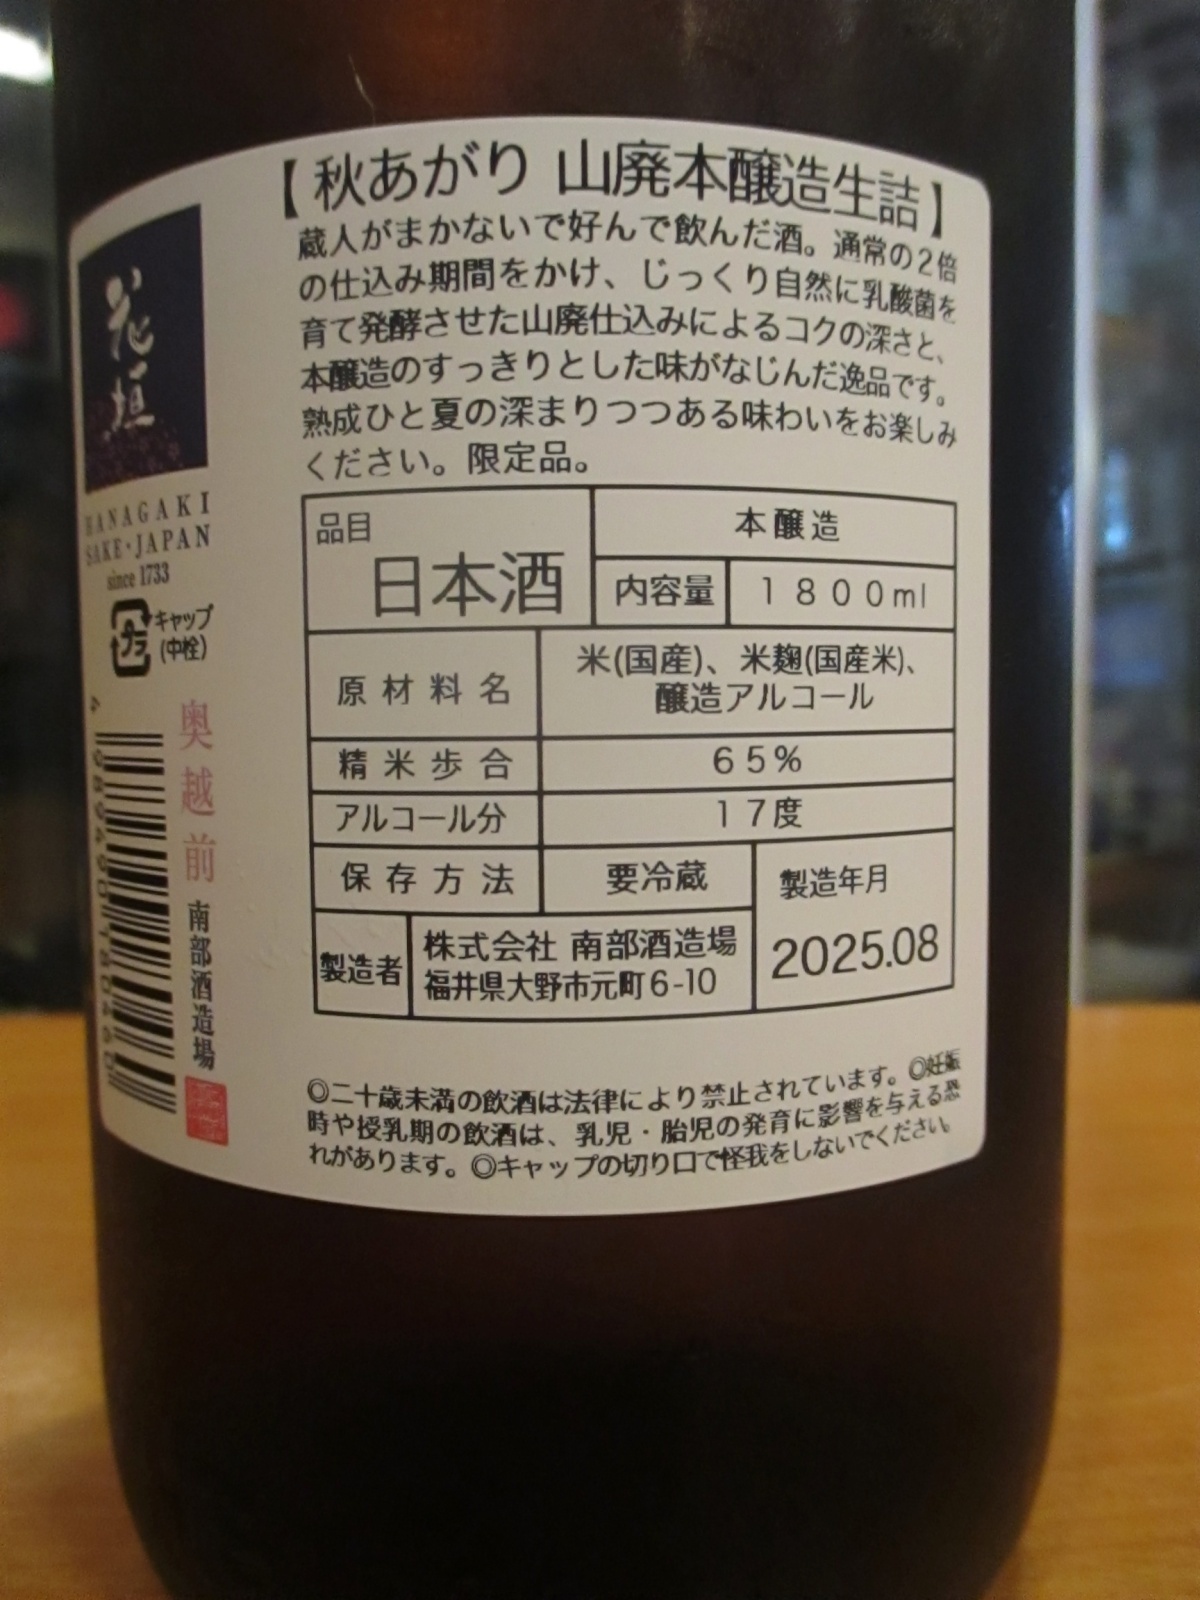 【秋あがり 山廃本醸造生詰】
蔵人がまかないで好んで飲んだ酒。通常の2倍
の仕込み期間をかけ、じっくり自然に乳酸菌を
育て発酵させた山廃仕込みによるコクの深さと、
本醸造のすっきりとした味がなじんだ逸品です。
熟成ひと夏の深まりつつある味わいをお楽しみ
ください。限定品。
品目
日本酒
本醸造
内容量 1800ml
原材料名 米(国産)、米麹(国産米)、
醸造アルコール
精米歩合 65%
アルコール分 17度
保存方法 要冷蔵
製造年月
2025.08
製造者 株式会社 南部酒造場
福井県大野市元町6-10
◎二十歳未満の飲酒は法律により禁止されています。◎妊娠
時や授乳期の飲酒は、乳児・胎児の発育に影響を与える恐
れがあります。◎キャップの切り口で怪我をしないでください。
花垣
HANAGAKI
SAKE・JAPAN
since 1733
プラ
キャップ
(中栓)
奥越前
南部酒造場